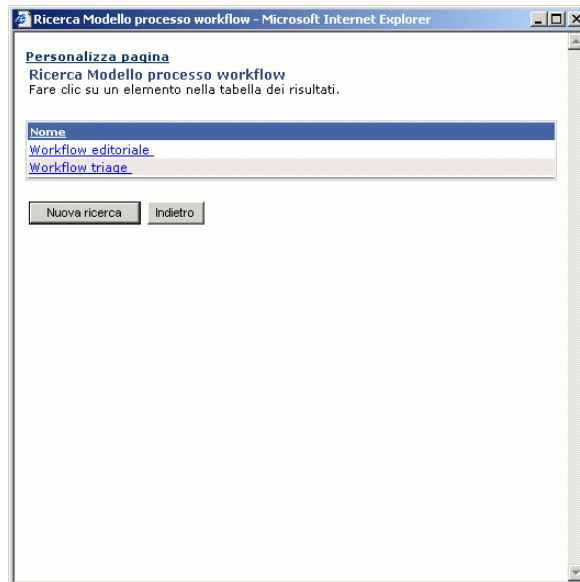 Ricerca Modello processo workflow - Microsoft Internet Explorer
Personalizza pagina
Ricerca Modello processo workflow
Fare clic su un elemento nella tabella dei risultati.
Nome
Workflow editoriale
Workflow triage
Nuova ricerca Indietro